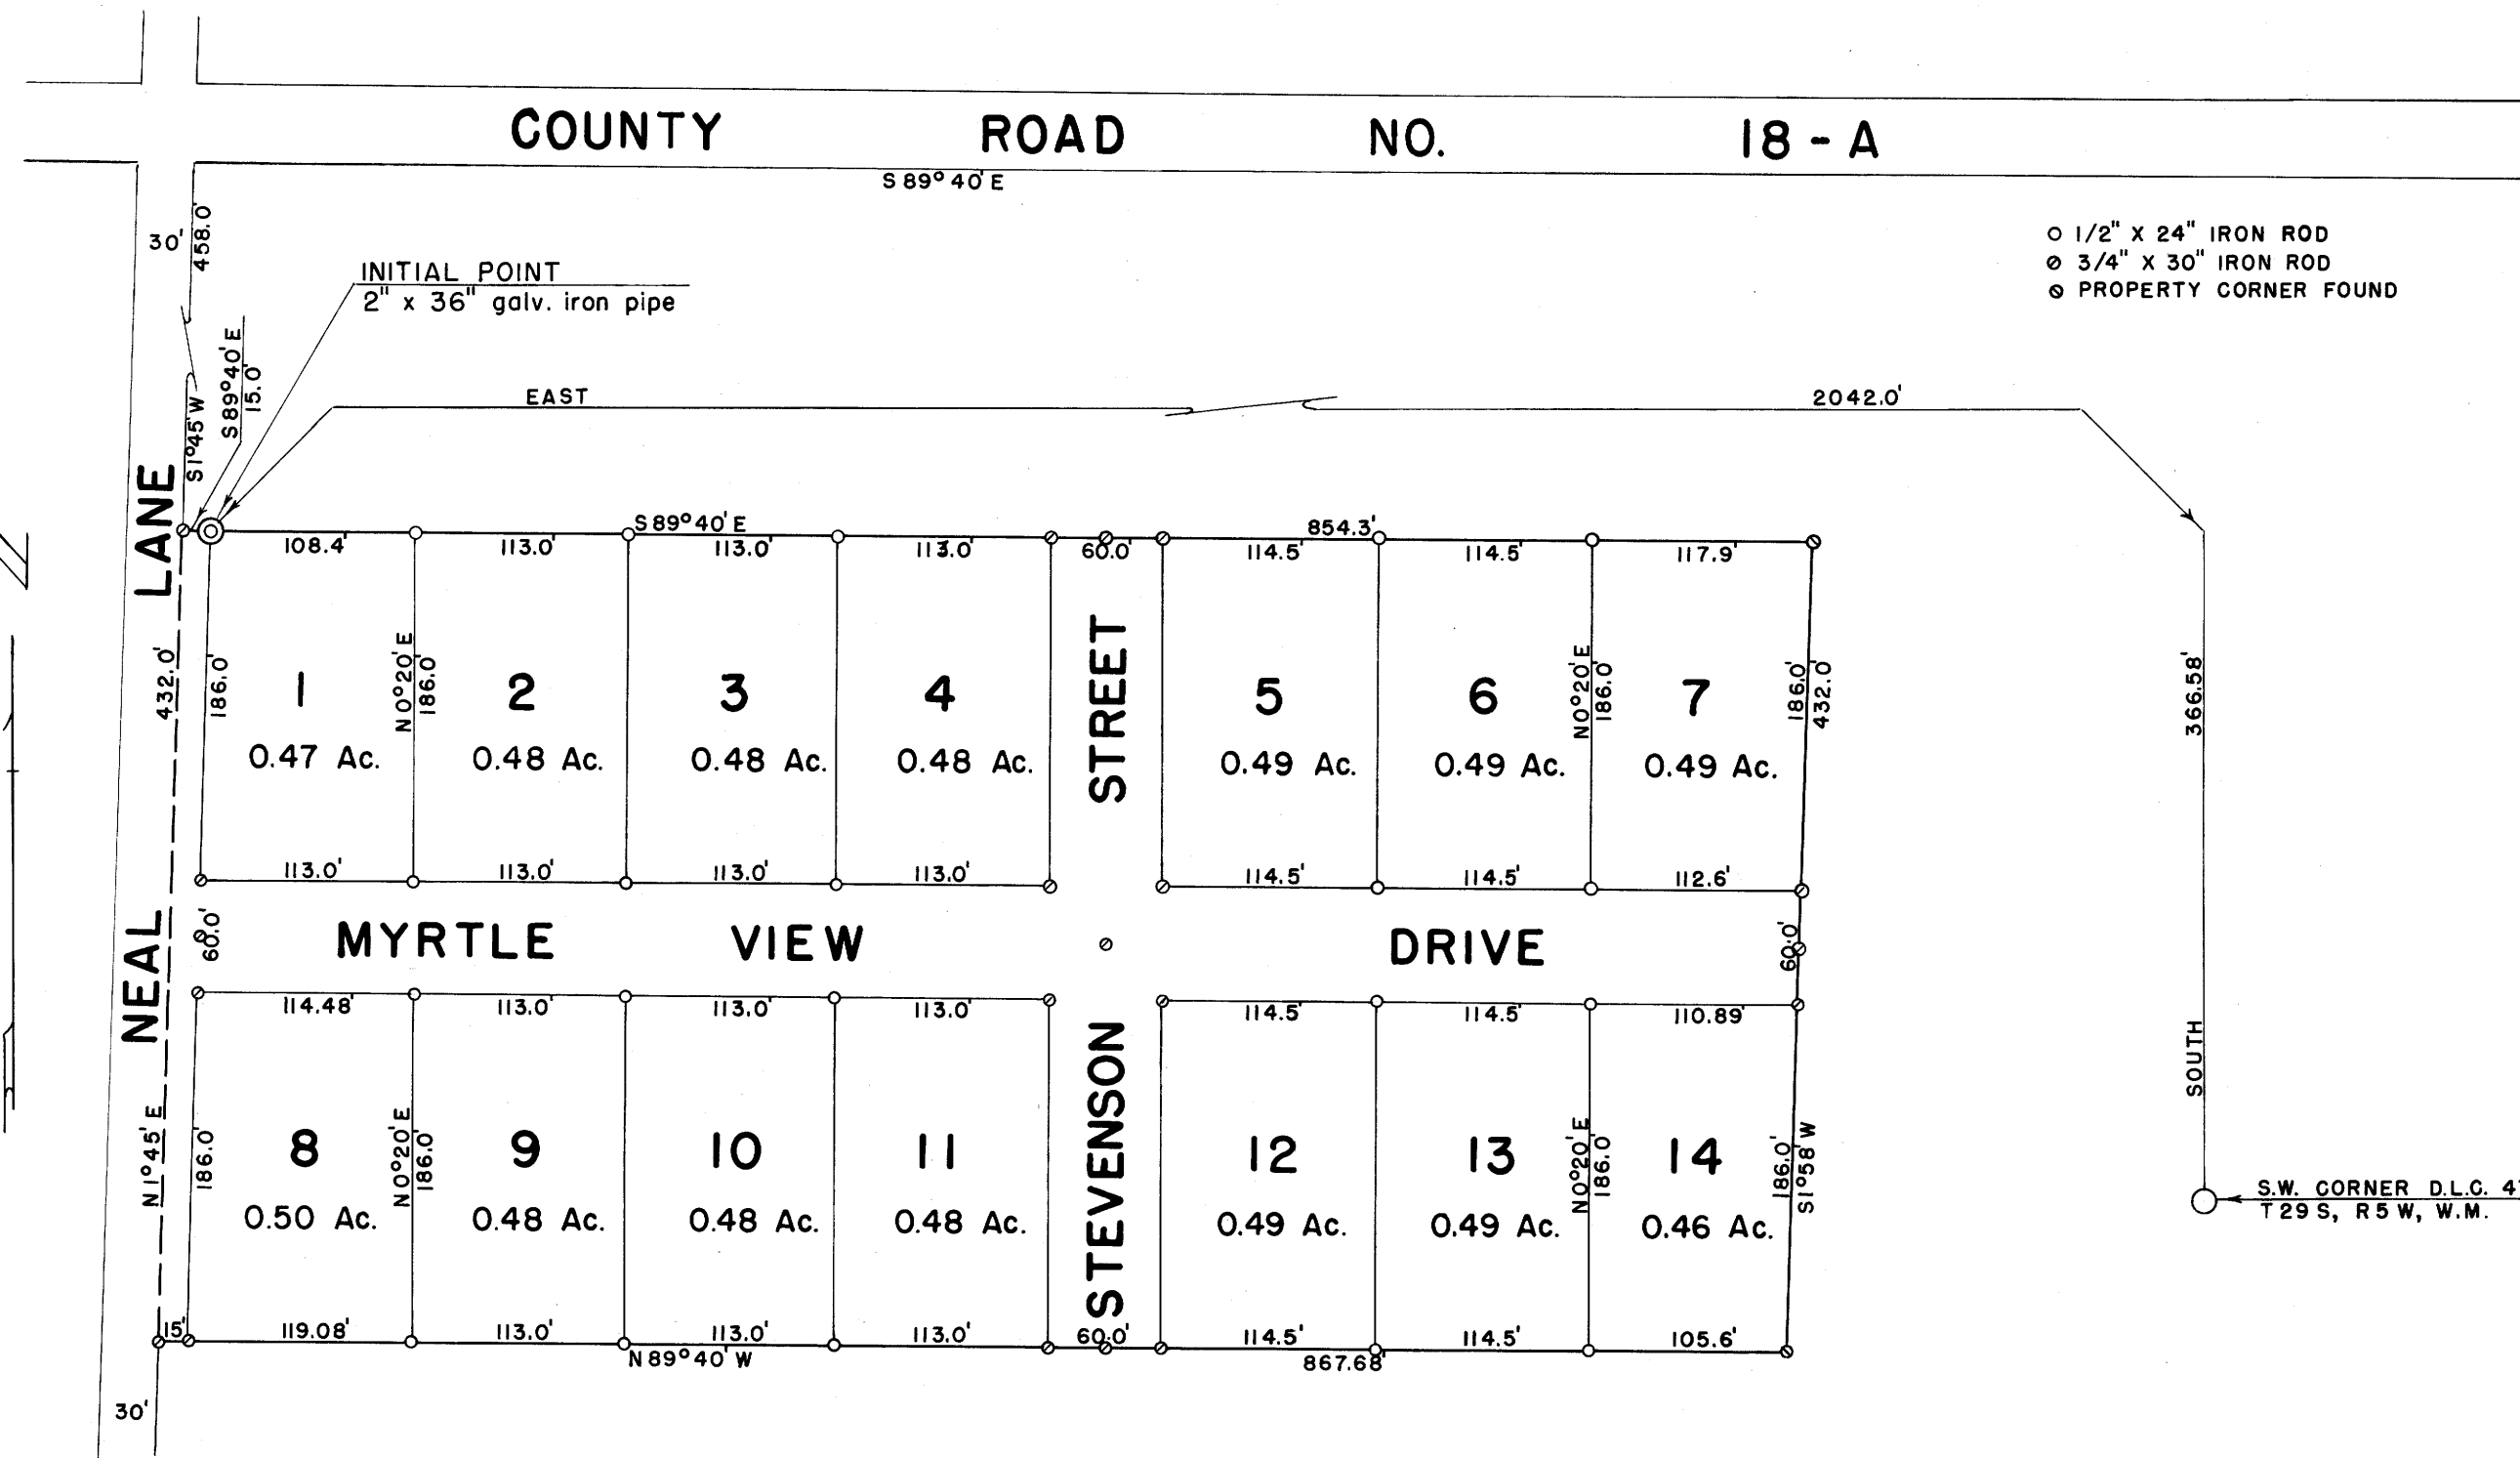 COUNTY ROAD NO. 18 - A
S 89° 40' E
30'
458.0'
INITIAL POINT
2" x 36" galv. iron pipe
1/2" X 24" IRON ROD
3/4" X 30" IRON ROD
PROPERTY CORNER FOUND
S 1° 45' W
S 89° 40' E
15.0'
EAST 2042.0'
S 89° 40' E 854.3'
108.4' 113.0' 113.0' 113.0' 60.0' 114.5' 114.5' 117.9'
NEAL LANE
432.0'
186.0'
N 0° 20' E
186.0'
STEVENSON STREET
N 0° 20' E
186.0'
186.0'
432.0'
366.58'
SOUTH
1 2 3 4 5 6 7
0.47 Ac. 0.48 Ac. 0.48 Ac. 0.48 Ac. 0.49 Ac. 0.49 Ac. 0.49 Ac.
113.0' 113.0' 113.0' 113.0' 114.5' 114.5' 112.6'
60.0' MYRTLE VIEW DRIVE 60.0'
114.48' 113.0' 113.0' 113.0' 114.5' 114.5' 110.89'
N 1° 45' E
186.0'
N 0° 20' E
186.0'
N 0° 20' E
186.0'
186.0'
S 1° 58' W
8 9 10 11 12 13 14
0.50 Ac. 0.48 Ac. 0.48 Ac. 0.48 Ac. 0.49 Ac. 0.49 Ac. 0.46 Ac.
S.W. CORNER D.L.C.
T 29 S, R 5 W, W.M.
15' 119.08' 113.0' 113.0' 113.0' 60.0' 114.5' 114.5' 105.6'
N 89° 40' W 867.68'
30'